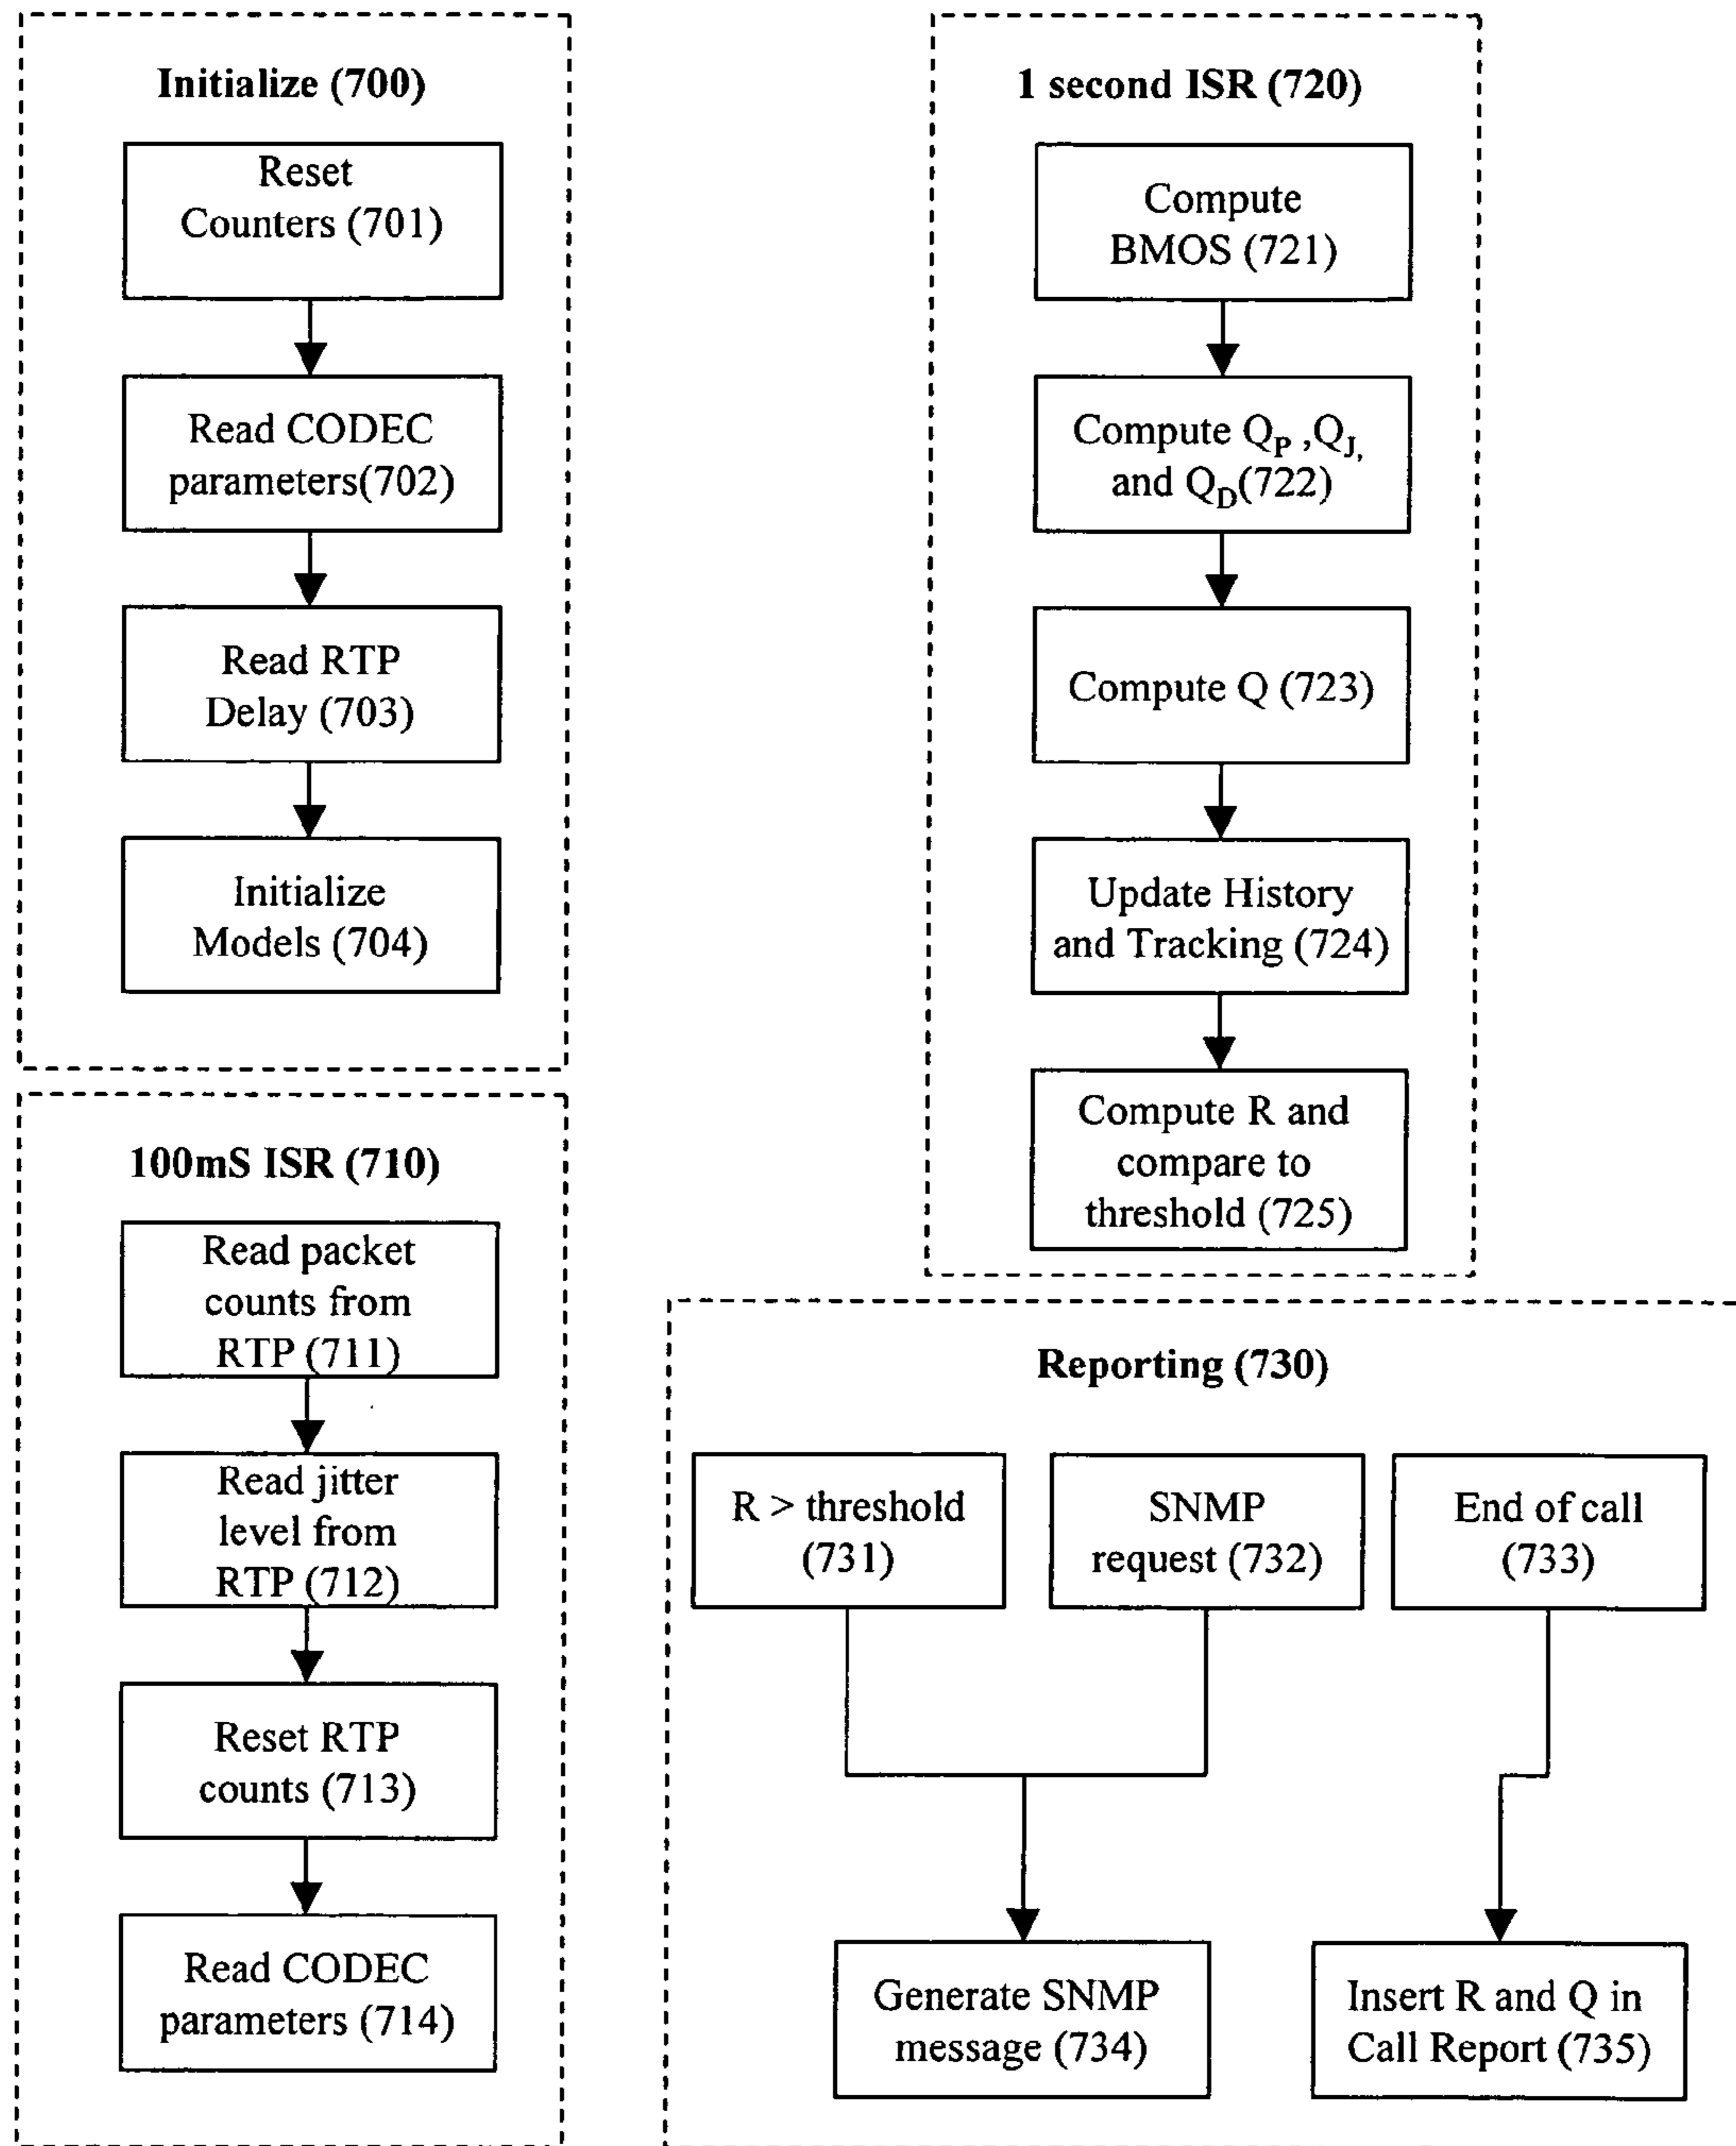 Initialize (700)
Reset
Counters (701)
Read CODEC
parameters(702)
Read RTP
Delay (703)
Initialize
Models (704)
100mS ISR (710)
Read packet
counts from
RTP (711)
Read jitter
level from
RTP (712)
Reset RTP
counts (713)
Read CODEC
parameters (714)
1 second ISR (720)
Compute
BMOS (721)
Compute QP ,QJ,
and QD(722)
Compute Q (723)
Update History
and Tracking (724)
Compute R and
compare to
threshold (725)
Reporting (730)
R > threshold
(731)
SNMP
request (732)
End of call
(733)
Generate SNMP
message (734)
Insert R and Q in
Call Report (735)